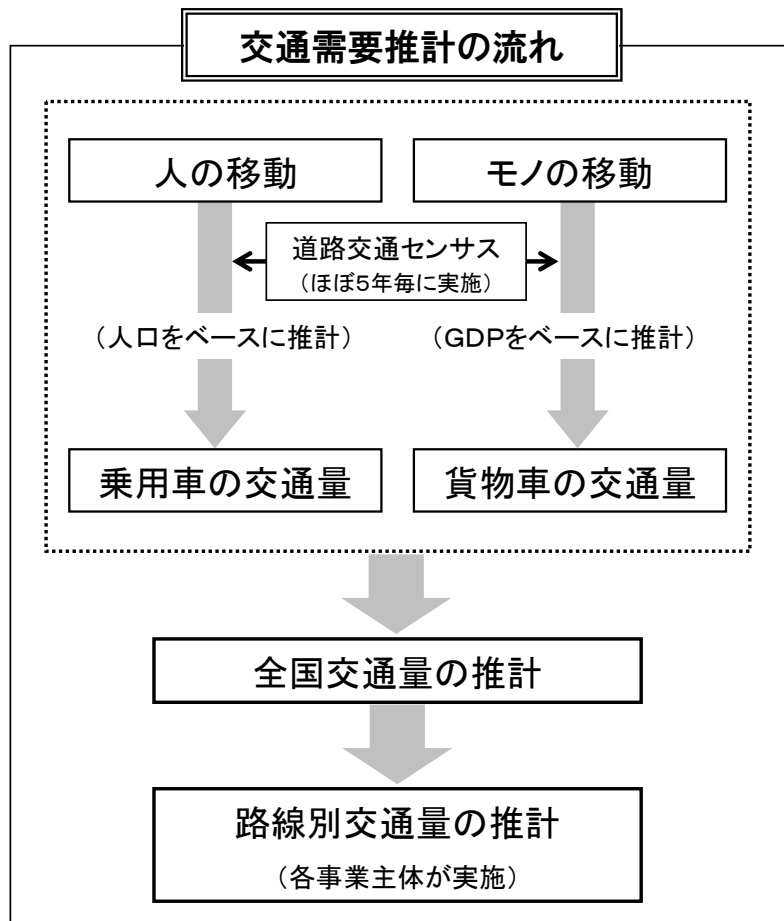 交通需要推計の流れ
人の移動
モノの移動
道路交通センサス
（ほぼ5年毎に実施）
（人口をベースに推計）
（GDPをベースに推計）
乗用車の交通量
貨物車の交通量
全国交通量の推計
路線別交通量の推計
（各事業主体が実施）